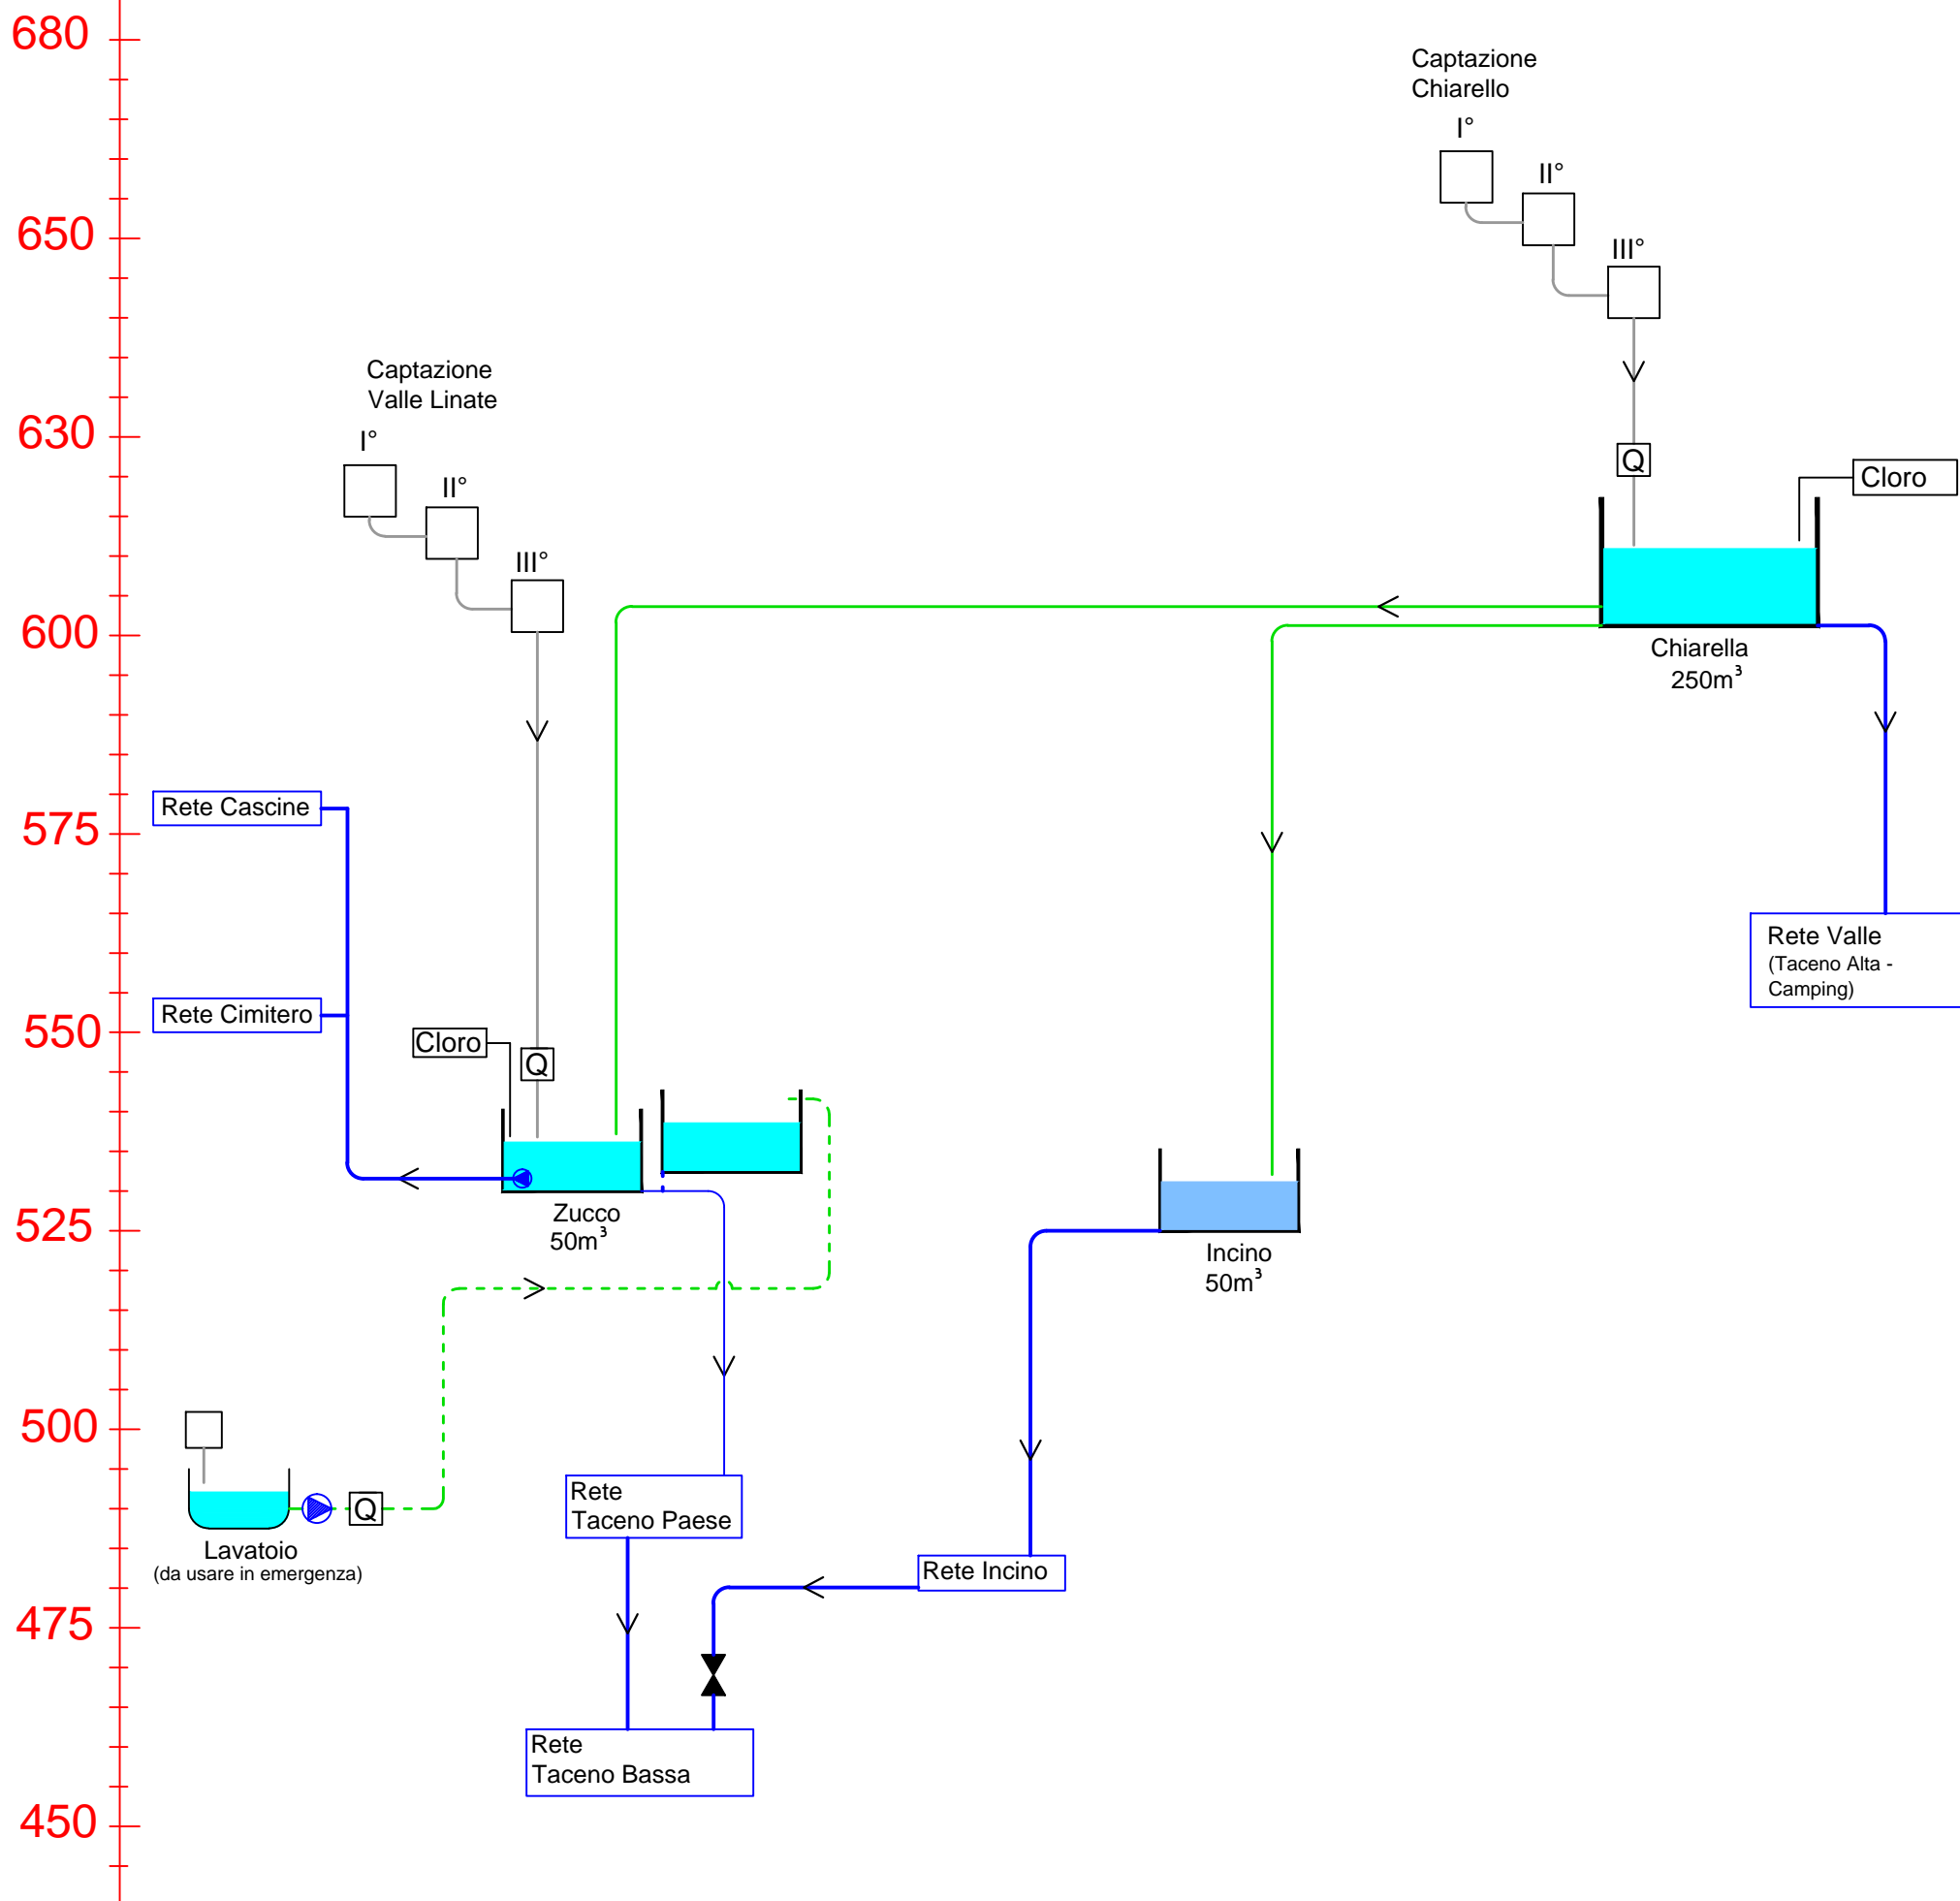 680
650
630
600
575
550
525
500
475
450
Captazione
Chiarello
I°
II°
III°
Q
Cloro
Chiarella
250m³
Captazione
Valle Linate
I°
II°
III°
Rete Cascine
Rete Cimitero
Cloro
Q
Zucco
50m³
Rete Valle
(Taceno Alta -
Camping)
Incino
50m³
Q
Lavatoio
(da usare in emergenza)
Rete
Taceno Paese
Rete Incino
Rete
Taceno Bassa